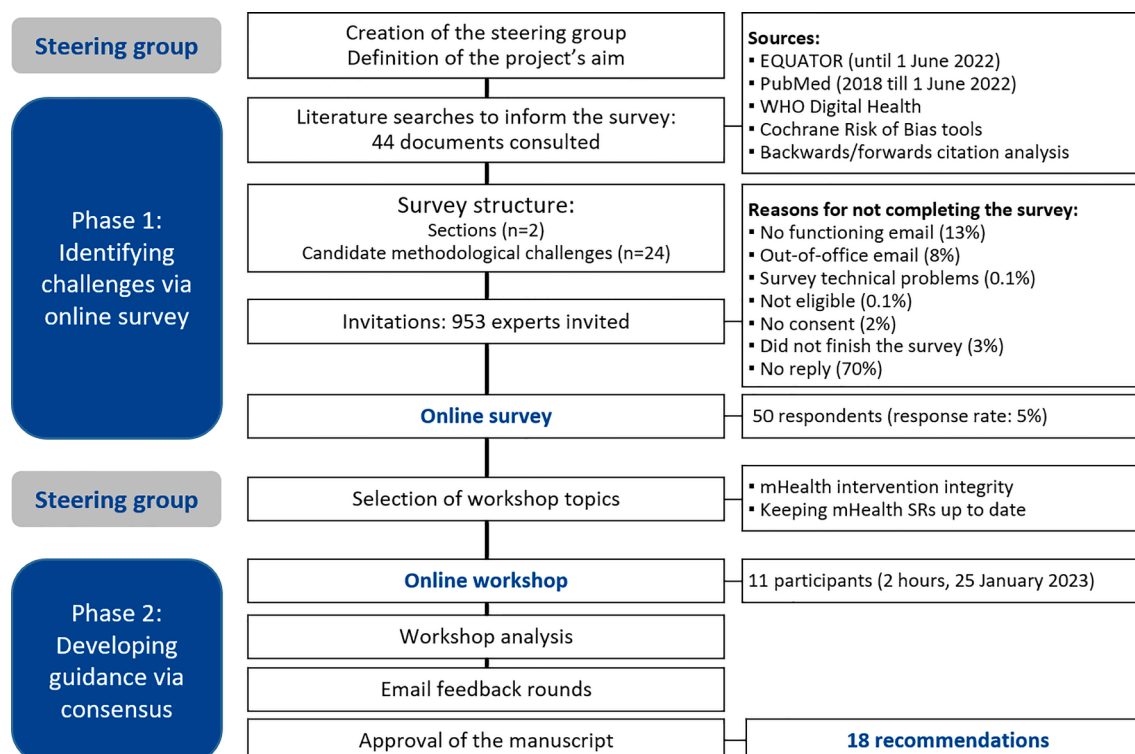 Steering group
Creation of the steering group
Definition of the project's aim
Sources:
▪ EQUATOR (until 1 June 2022)
▪ PubMed (2018 till 1 June 2022)
▪ WHO Digital Health
▪ Cochrane Risk of Bias tools
▪ Backwards/forwards citation analysis
Phase 1:
Identifying
challenges via
online survey
Literature searches to inform the survey:
44 documents consulted
Survey structure:
Sections (n=2)
Candidate methodological challenges (n=24)
Reasons for not completing the survey:
▪ No functioning email (13%)
▪ Out-of-office email (8%)
▪ Survey technical problems (0.1%)
▪ Not eligible (0.1%)
▪ No consent (2%)
▪ Did not finish the survey (3%)
▪ No reply (70%)
Invitations: 953 experts invited
Online survey
50 respondents (response rate: 5%)
Steering group
Selection of workshop topics
▪ mHealth intervention integrity
▪ Keeping mHealth SRs up to date
Phase 2:
Developing
guidance via
consensus
Online workshop
11 participants (2 hours, 25 January 2023)
Workshop analysis
Email feedback rounds
Approval of the manuscript
18 recommendations